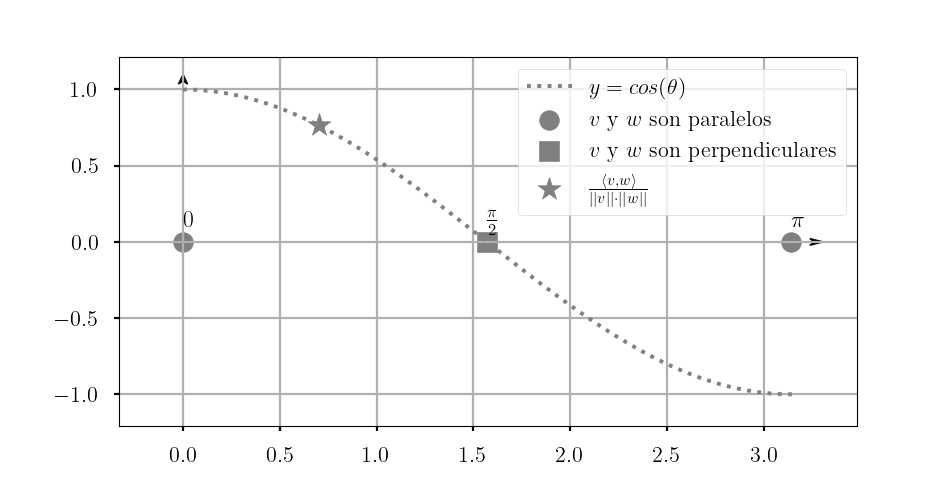 1.0
0.5
0.0
−0.5
−1.0
0.0 0.5 1.0 1.5 2.0 2.5 3.0
0
π/2
π
y = cos(θ)
v y w son paralelos
v y w son perpendiculares
⟨v,w⟩
||v||·||w||